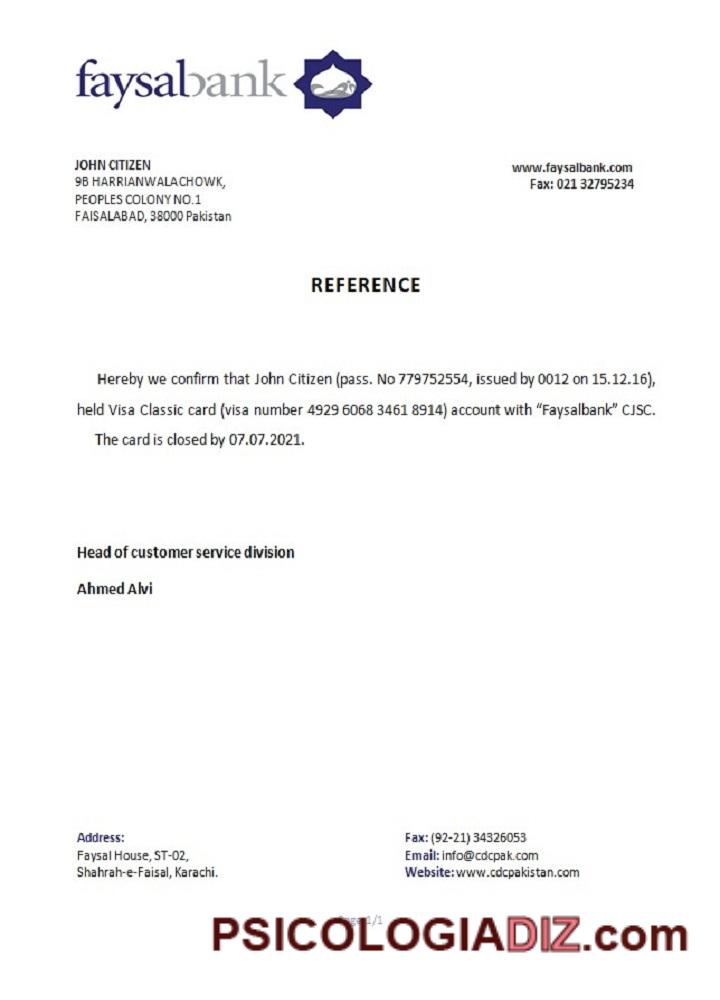 faysalbank
JOHN CITIZEN
9B HARRIANWALACHOWK,
PEOPLES COLONY NO.1
FAISALABAD, 38000 Pakistan
www.faysalbank.com
Fax: 021 32795234
REFERENCE
Hereby we confirm that John Citizen (pass. No 779752554, issued by 0012 on 15.12.16),
held Visa Classic card (visa number 4929 6068 3461 8914) account with “Faysalbank” CJSC.
The card is closed by 07.07.2021.
Head of customer service division
Ahmed Alvi
Address:
Faysal House, ST-02,
Shahrah-e-Faisal, Karachi.
Fax: (92-21) 34326053
Email: info@cdcpak.com
Website: www.cdcpakistan.com
Page 1/1
PSICOLOGIADIZ.com